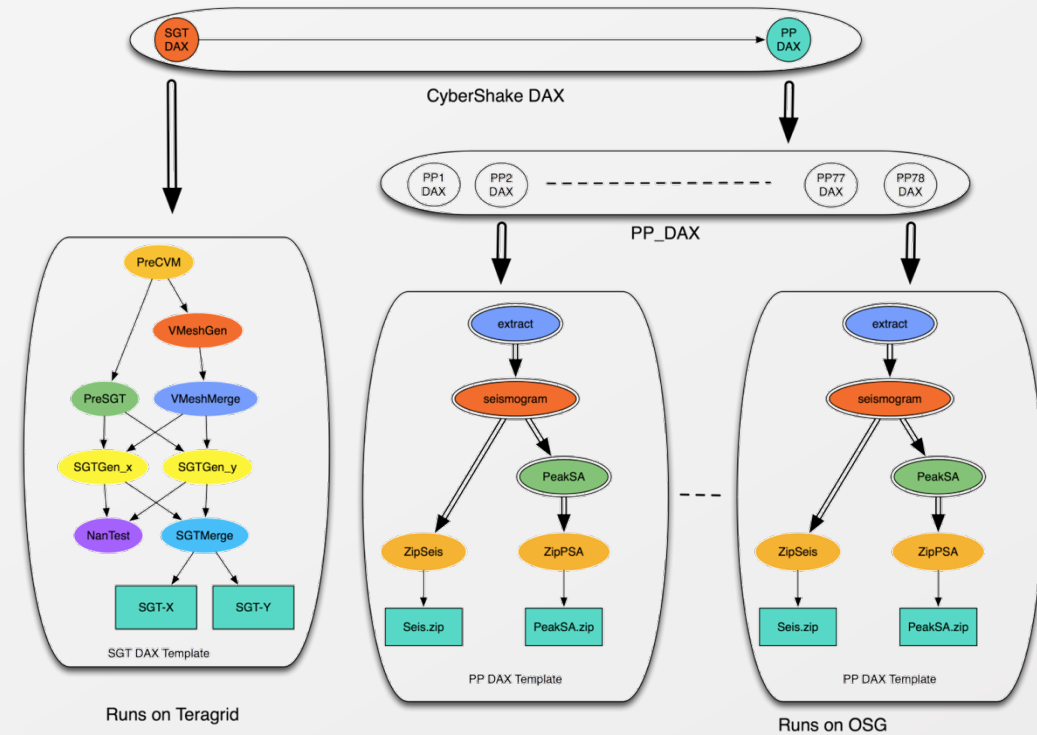 SGT
DAX
PP
DAX
CyberShake DAX
PP1
DAX
PP2
DAX
PP77
DAX
PP78
DAX
PP_DAX
PreCVM
VMeshGen
PreSGT
VMeshMerge
SGTGen_x
SGTGen_y
NanTest
SGTMerge
SGT-X
SGT-Y
SGT DAX Template
Runs on Teragrid
extract
seismogram
PeakSA
ZipSeis
ZipPSA
Seis.zip
PeakSA.zip
PP DAX Template
extract
seismogram
PeakSA
ZipSeis
ZipPSA
Seis.zip
PeakSA.zip
PP DAX Template
Runs on OSG